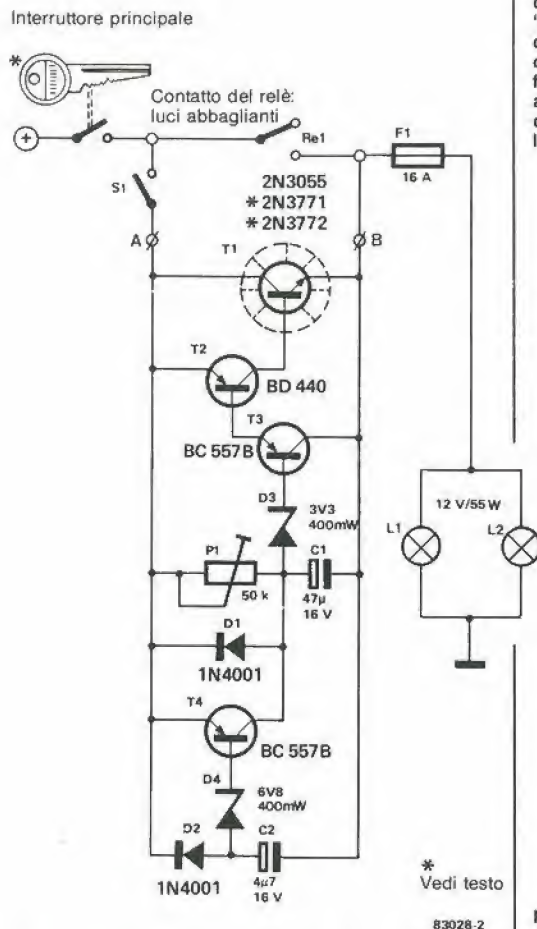 Interruttore principale
*
Contatto del relè:
luci abbaglianti
+
Re1
F1
16 A
S1
2N3055
* 2N3771
* 2N3772
A
B
T1
T2
BD 440
T3
BC 557B
D3
3V3
400mW
12 V/55W
L1
L2
P1
50 k
C1
47µ
16 V
D1
1N4001
T4
BC 557B
D4
6V8
400mW
D2
1N4001
C2
4µ7
16 V
*
Vedi testo
83028-2